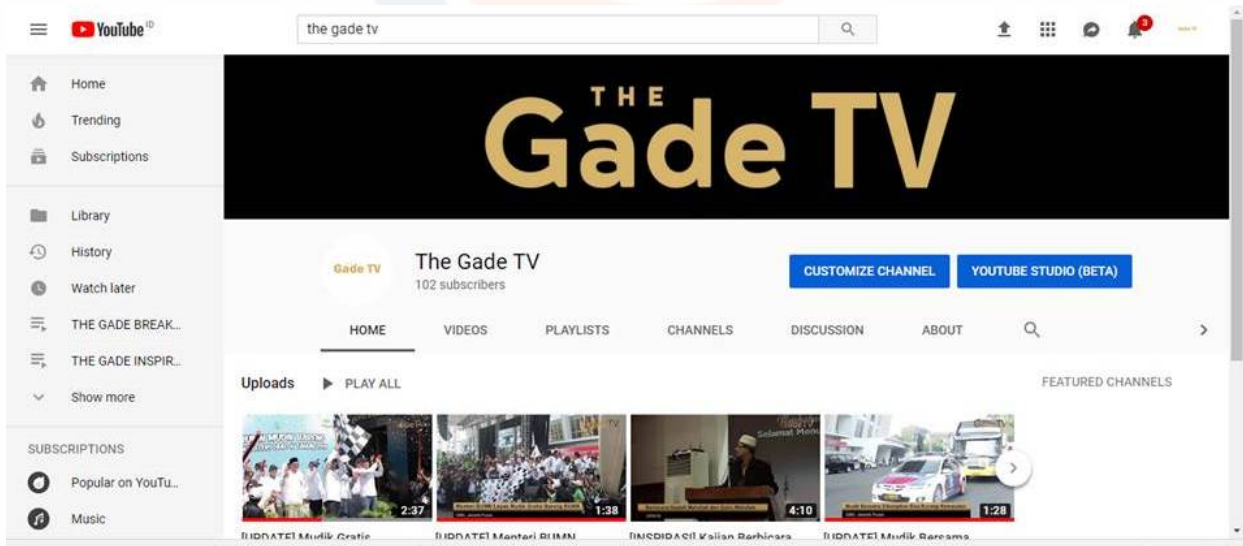 YouTube ID
the gade tv
3
Home
Trending
Subscriptions
Library
History
Watch later
THE GADE BREAK...
THE GADE INSPIR...
Show more
SUBSCRIPTIONS
Popular on YouTu...
Music
THE
Gade TV
Gade TV
The Gade TV
102 subscribers
CUSTOMIZE CHANNEL
YOUTUBE STUDIO (BETA)
HOME VIDEOS PLAYLISTS CHANNELS DISCUSSION ABOUT
Uploads PLAY ALL
FEATURED CHANNELS
2:37
1:38
Selamat
4:10
1:28
[UPDATE] Mudik Gratis
[UPDATE] Menteri BUMN
[INSPIRASI] Kajian Berbicara
[UPDATE] Mudik Bersama